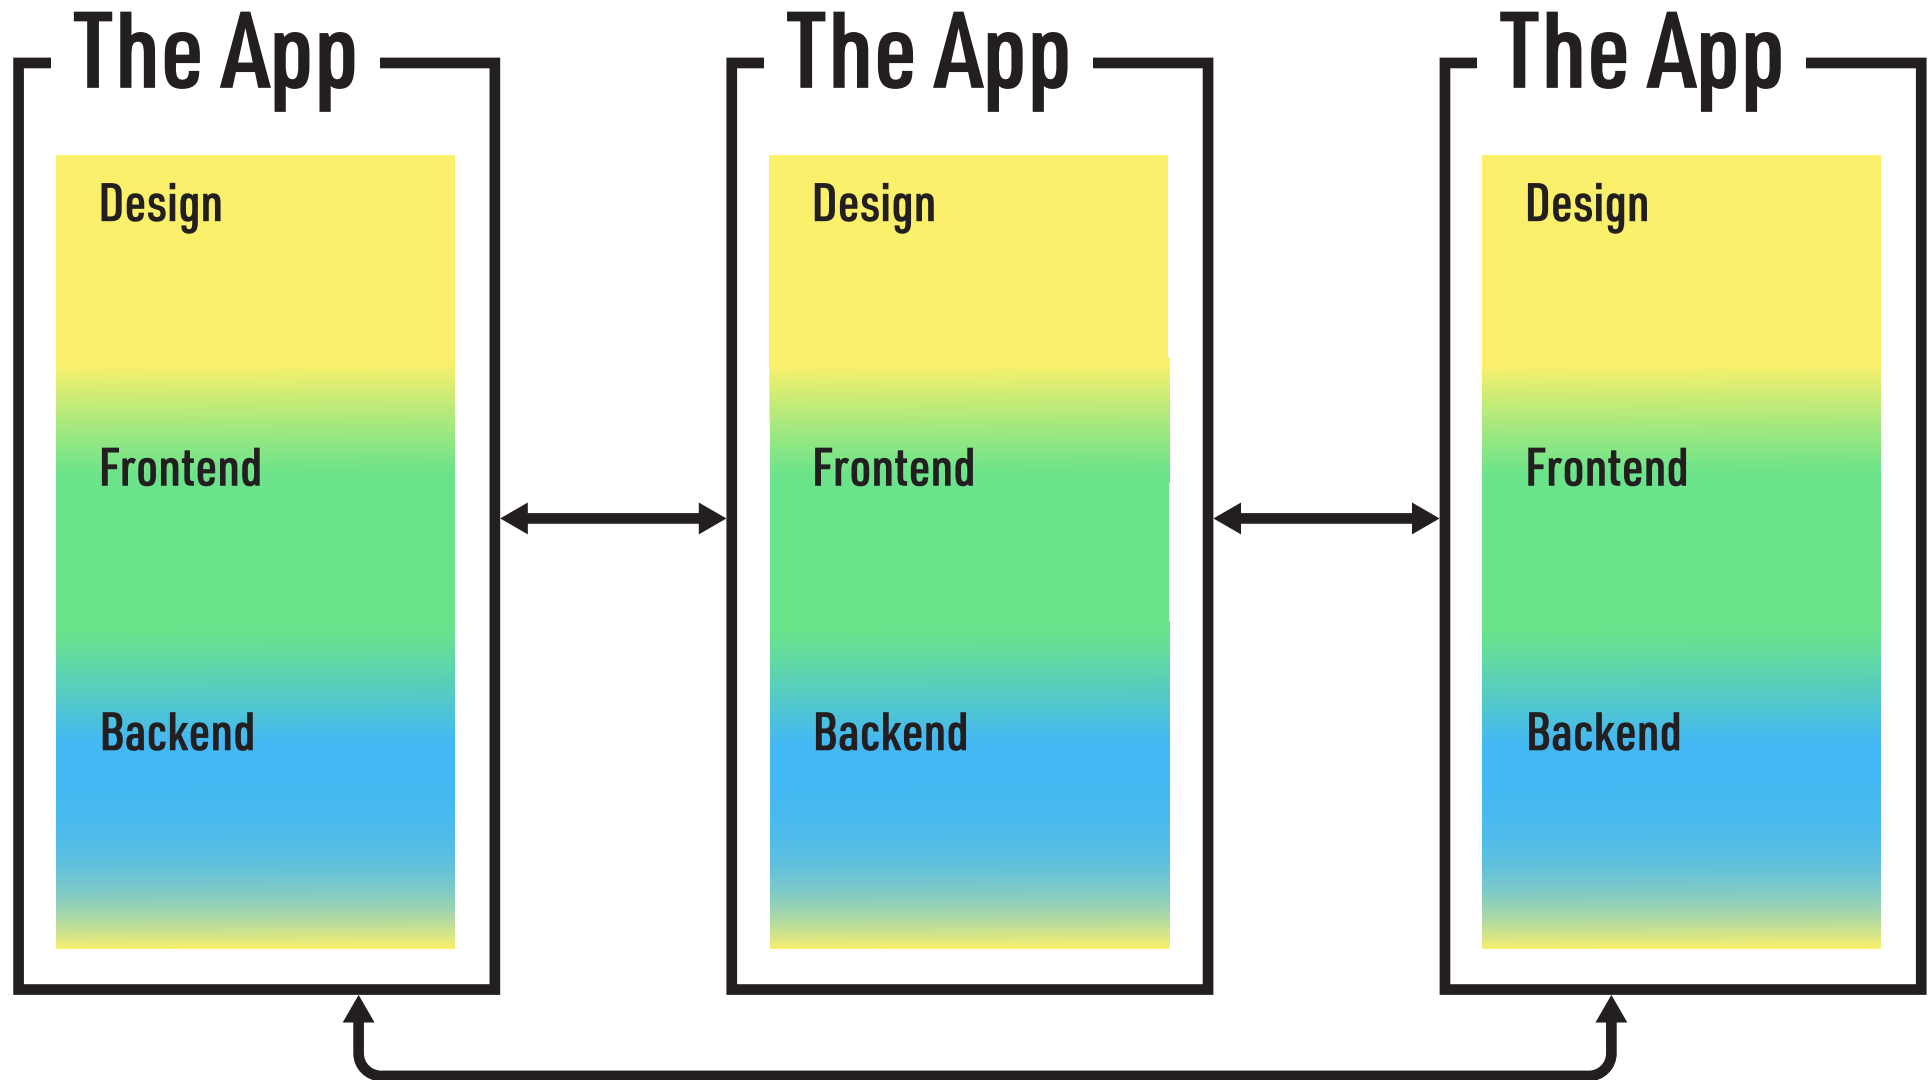 The App
Design
Frontend
Backend
The App
Design
Frontend
Backend
The App
Design
Frontend
Backend